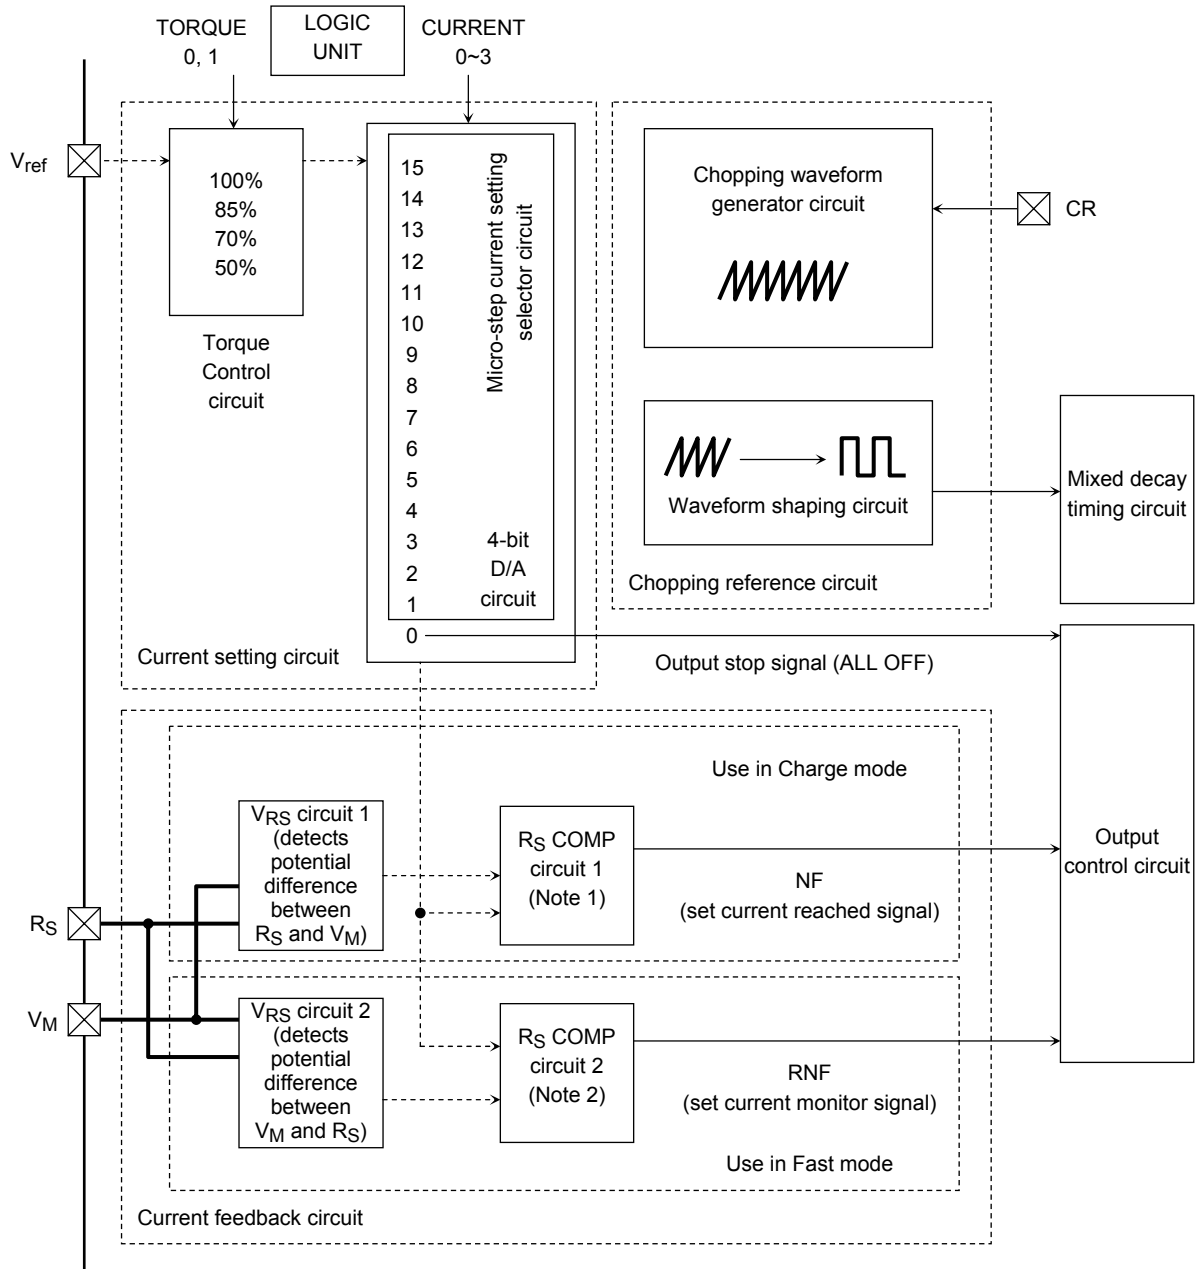 TORQUE
0, 1
LOGIC
UNIT
CURRENT
0~3
Vref
100%
85%
70%
50%
Torque
Control
circuit
15
14
13
12
11
10
9
8
7
6
5
4
3
2
1
0
Micro-step current setting
selector circuit
4-bit
D/A
circuit
Current setting circuit
Chopping waveform
generator circuit
CR
Waveform shaping circuit
Chopping reference circuit
Mixed decay
timing circuit
Output stop signal (ALL OFF)
Output
control circuit
Use in Charge mode
VRS circuit 1
(detects
potential
difference
between
RS and VM)
RS COMP
circuit 1
(Note 1)
NF
(set current reached signal)
RS
VM
VRS circuit 2
(detects
potential
difference
between
VM and RS)
RS COMP
circuit 2
(Note 2)
RNF
(set current monitor signal)
Use in Fast mode
Current feedback circuit